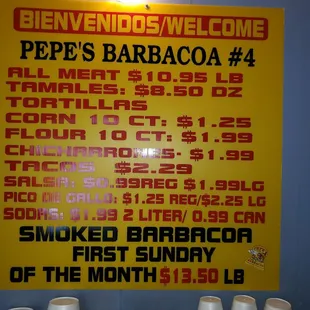 BIENVENIDOS/WELCOME
PEPE'S BARBACOA #4
ALL MEAT $10.95 LB
TAMALES: $8.50 DZ
TORTILLAS
CORN 10 CT: $1.25
FLOUR 10 CT: $1.99
CHICHARRONES- $1.99
TACOS $2.29
SALSA: $0.99REG $1.99LG
PICO DE GALLO: $1.25 REG/$2.25 LG
SODAS: $1.99 2 LITER/ 0.99 CAN
SMOKED BARBACOA
FIRST SUNDAY
OF THE MONTH $13.50 LB